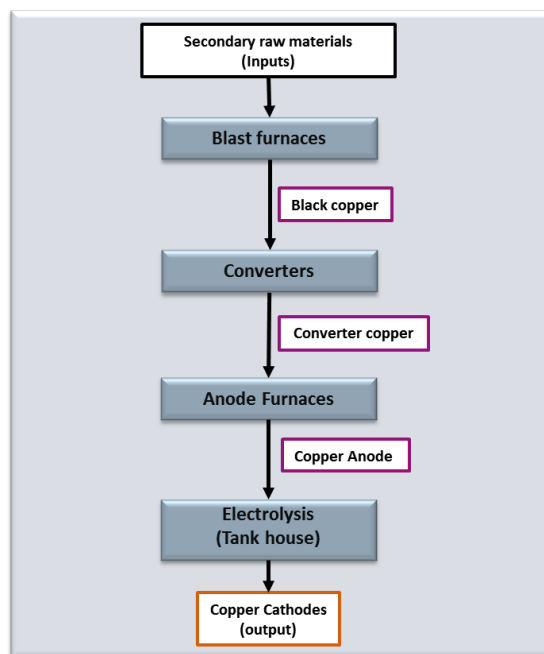 Secondary raw materials
(Inputs)
Blast furnaces
Black copper
Converters
Converter copper
Anode Furnaces
Copper Anode
Electrolysis
(Tank house)
Copper Cathodes
(output)